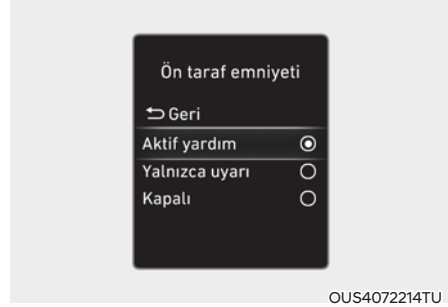 Ön taraf emniyeti
Geri
Aktif yardım
Yalnızca uyarı
Kapalı
OUS4072214TU